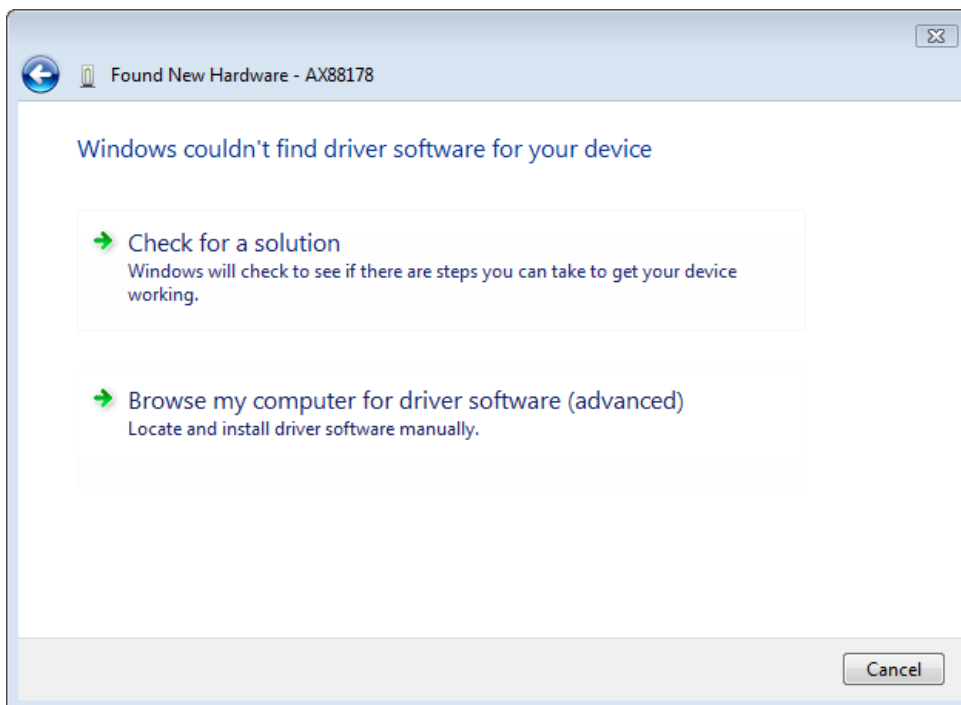 Found New Hardware - AX88178
Windows couldn't find driver software for your device
Check for a solution
Windows will check to see if there are steps you can take to get your device
working.
Browse my computer for driver software (advanced)
Locate and install driver software manually.
Cancel